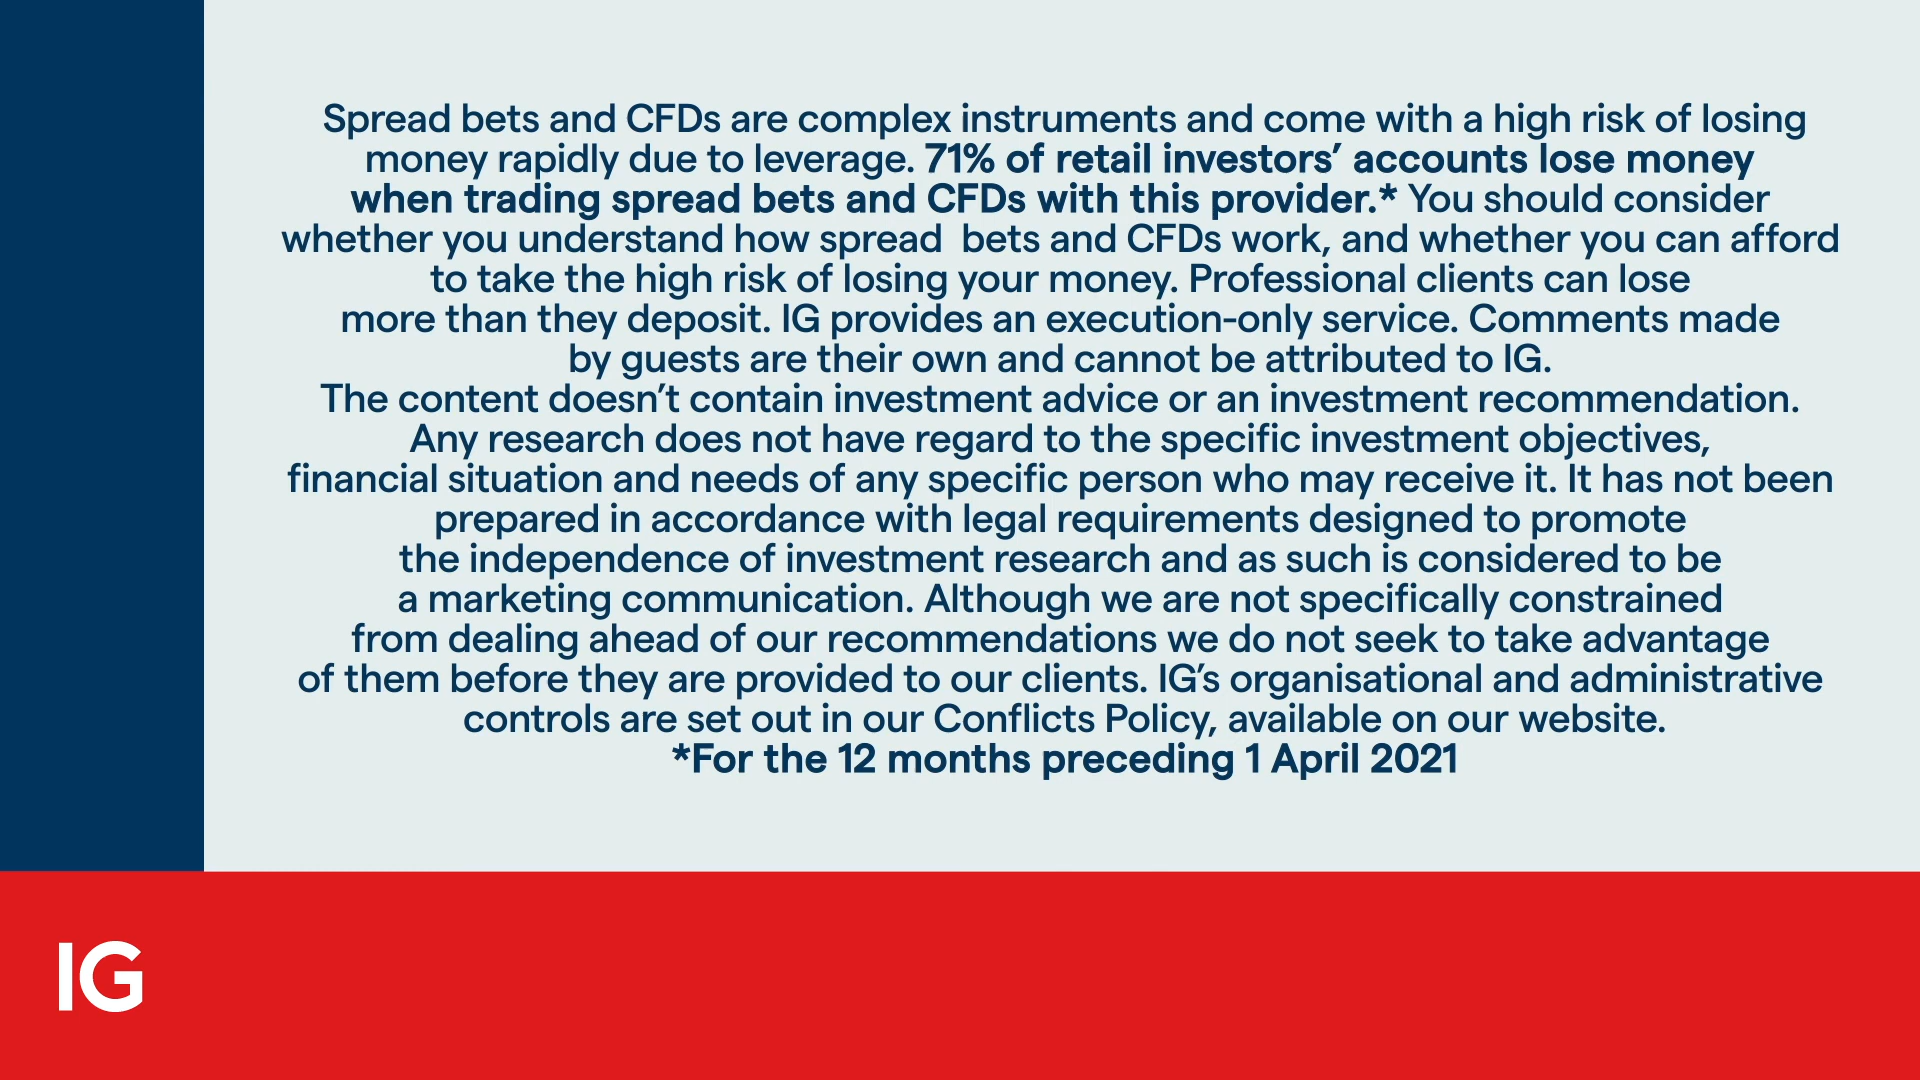 Spread bets and CFDs are complex instruments and come with a high risk of losing
money rapidly due to leverage. 71% of retail investors’ accounts lose money
when trading spread bets and CFDs with this provider.* You should consider
whether you understand how spread  bets and CFDs work, and whether you can afford
to take the high risk of losing your money. Professional clients can lose
more than they deposit. IG provides an execution-only service. Comments made
by guests are their own and cannot be attributed to IG.
The content doesn’t contain investment advice or an investment recommendation.
Any research does not have regard to the specific investment objectives,
financial situation and needs of any specific person who may receive it. It has not been
prepared in accordance with legal requirements designed to promote
the independence of investment research and as such is considered to be
a marketing communication. Although we are not specifically constrained
from dealing ahead of our recommendations we do not seek to take advantage
of them before they are provided to our clients. IG’s organisational and administrative
controls are set out in our Conflicts Policy, available on our website.
*For the 12 months preceding 1 April 2021
IG